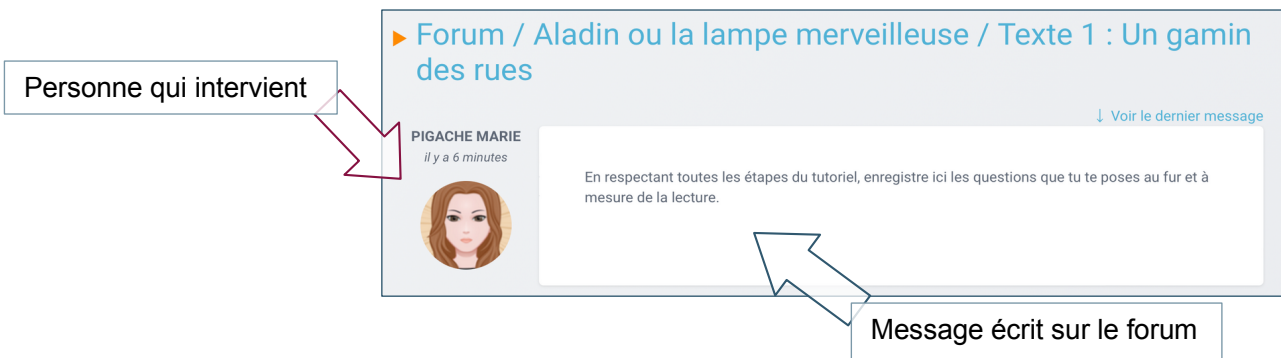 Forum / Aladin ou la lampe merveilleuse / Texte 1 : Un gamin
des rues
Personne qui intervient
↓ Voir le dernier message
PIGACHE MARIE
il y a 6 minutes
En respectant toutes les étapes du tutoriel, enregistre ici les questions que tu te poses au fur et à
mesure de la lecture.
Message écrit sur le forum